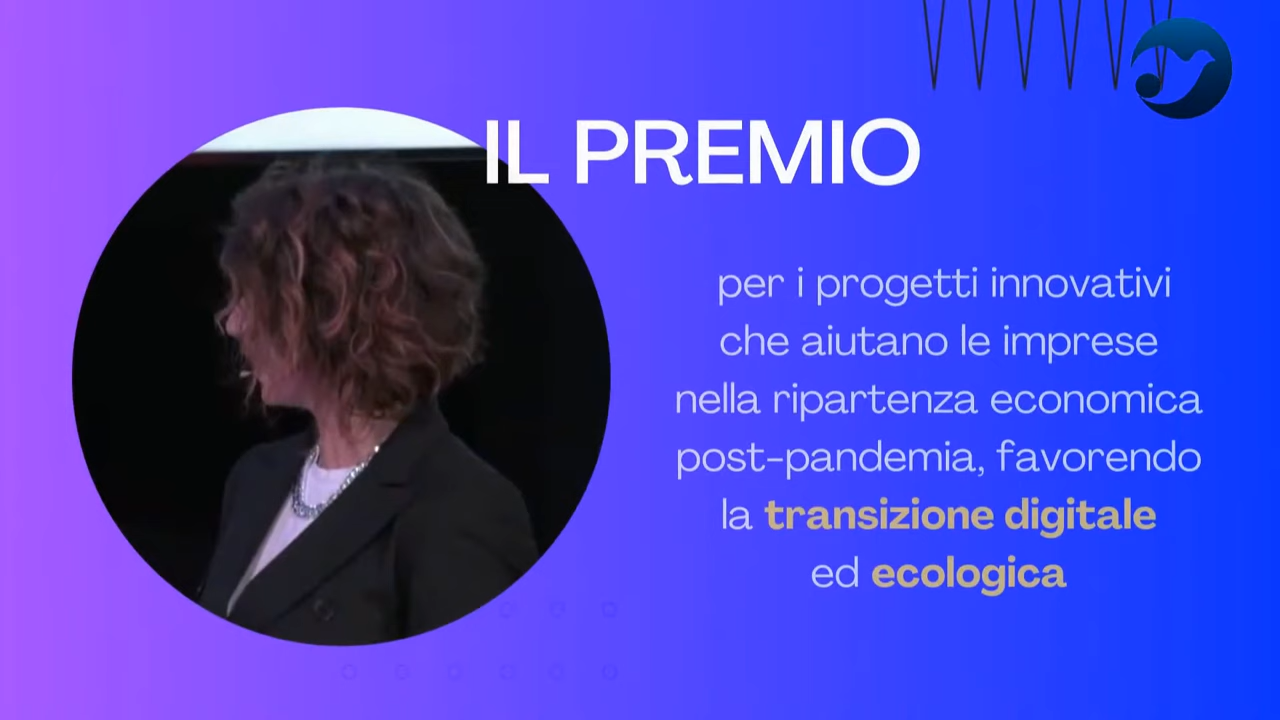 IL PREMIO
per i progetti innovativi
che aiutano le imprese
nella ripartenza economica
post-pandemia, favorendo
la transizione digitale
ed ecologica